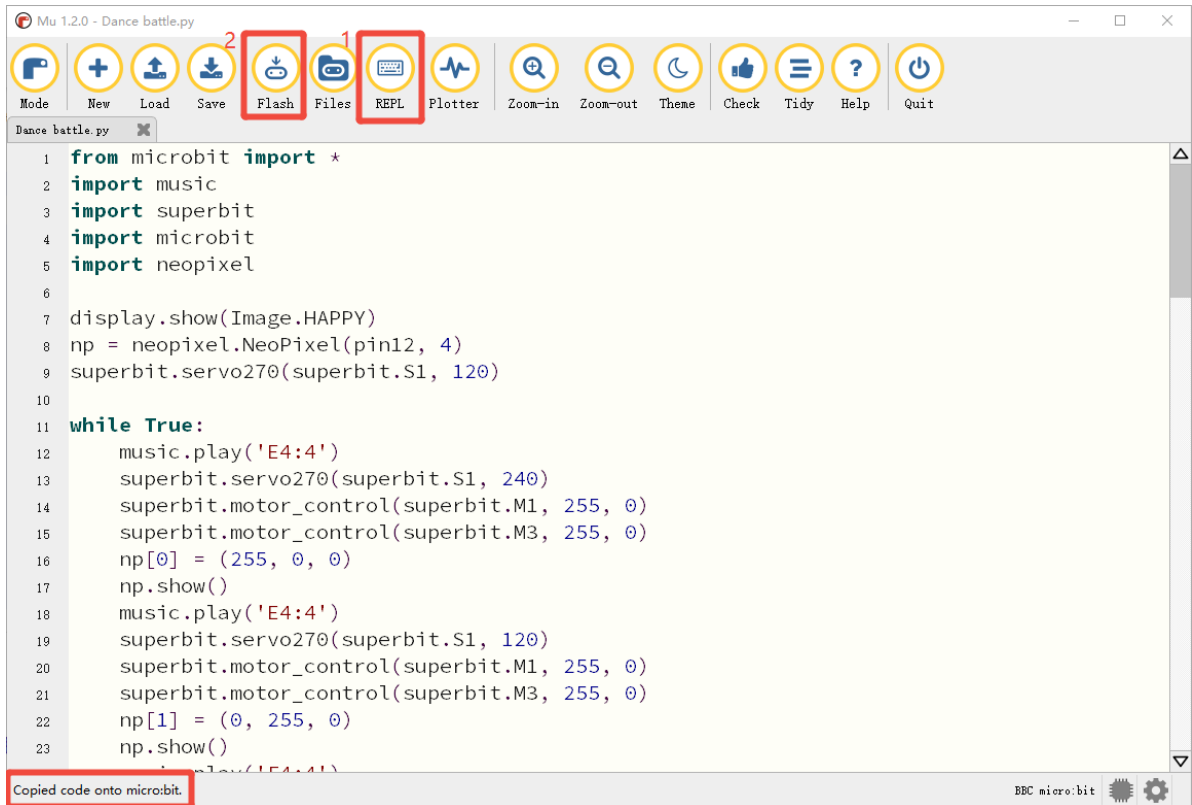 Mu 1.2.0 - Dance battle.py
2 1
Mode New Load Save Flash Files REPL Plotter Zoom-in Zoom-out Theme Check Tidy Help Quit
Dance battle.py
1 from microbit import *
2 import music
3 import superbit
4 import microbit
5 import neopixel
6
7 display.show(Image.HAPPY)
8 np = neopixel.NeoPixel(pin12, 4)
9 superbit.servo270(superbit.S1, 120)
10
11 while True:
12     music.play('E4:4')
13     superbit.servo270(superbit.S1, 240)
14     superbit.motor_control(superbit.M1, 255, 0)
15     superbit.motor_control(superbit.M3, 255, 0)
16     np[0] = (255, 0, 0)
17     np.show()
18     music.play('E4:4')
19     superbit.servo270(superbit.S1, 120)
20     superbit.motor_control(superbit.M1, 255, 0)
21     superbit.motor_control(superbit.M3, 255, 0)
22     np[1] = (0, 255, 0)
23     np.show()
Copied code onto micro:bit. BBC micro:bit